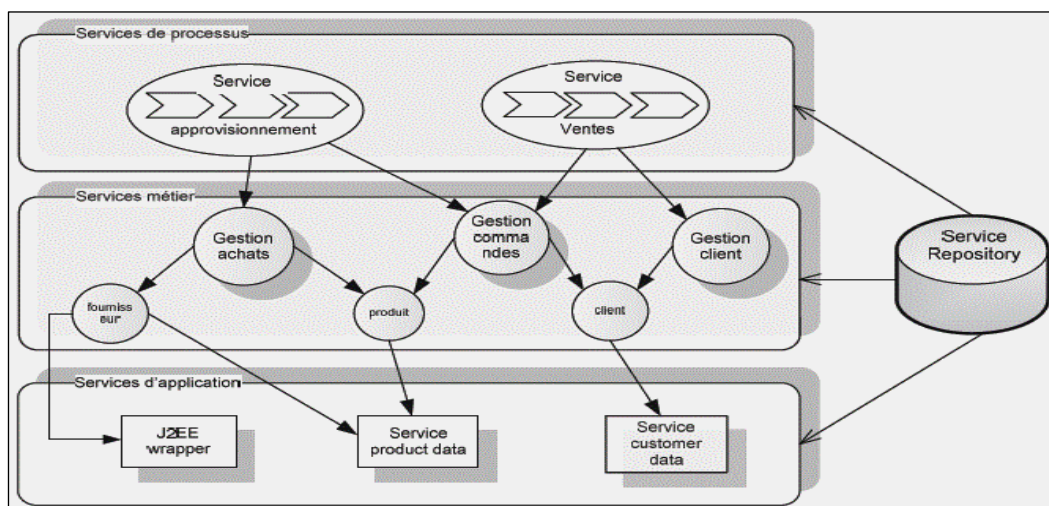 Services de processus
Service
approvisionnement
Service
Ventes
Services métier
Gestion
achats
Gestion
comma
ndes
Gestion
client
fourniss
eur
produit
client
Service
Repository
Services d'application
J2EE
wrapper
Service
product data
Service
customer
data